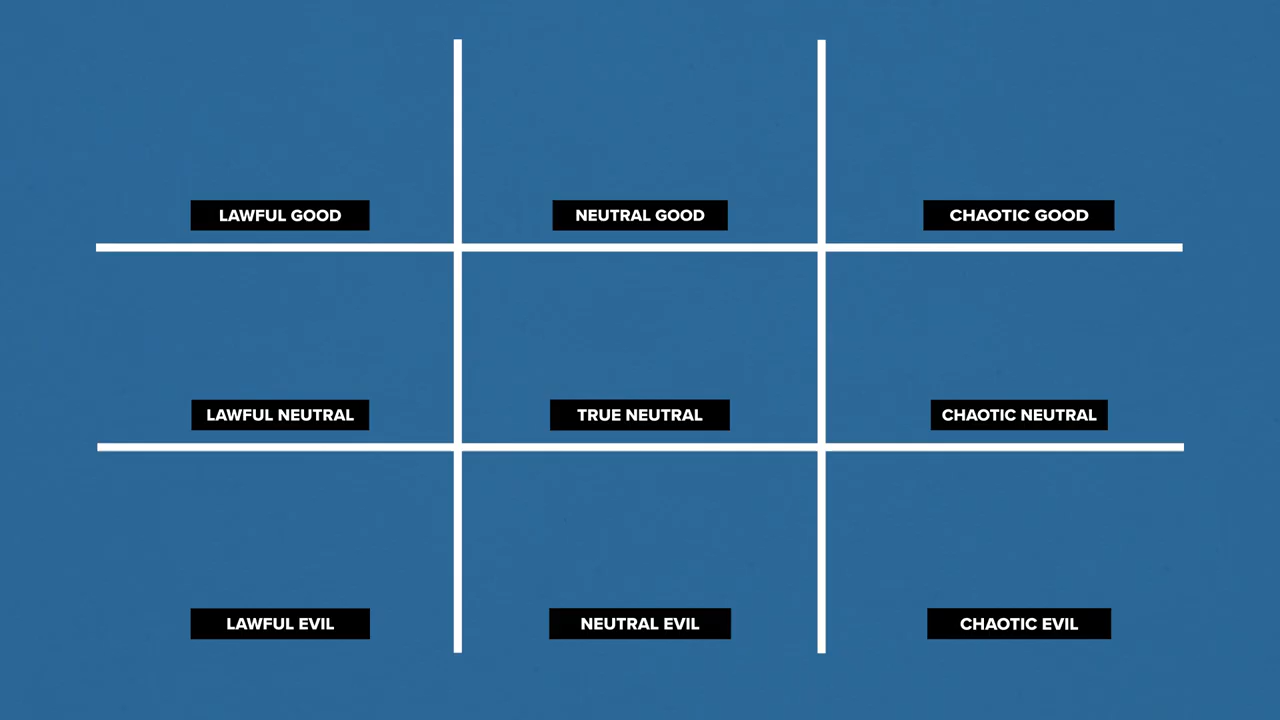 LAWFUL GOOD
NEUTRAL GOOD
CHAOTIC GOOD
LAWFUL NEUTRAL
TRUE NEUTRAL
CHAOTIC NEUTRAL
LAWFUL EVIL
NEUTRAL EVIL
CHAOTIC EVIL